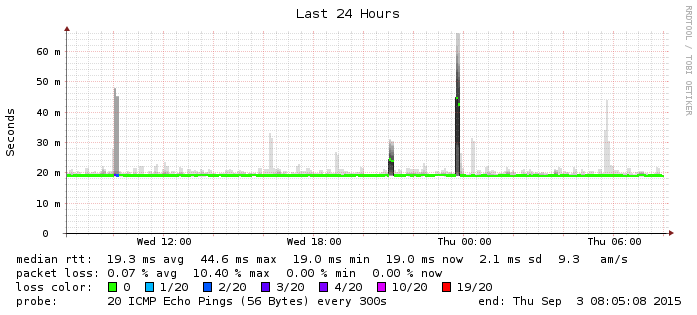 Last 24 Hours
RRDTOOL / TOBI OETIKER
Seconds
60 m
50 m
40 m
30 m
20 m
10 m
0
Wed 12:00 Wed 18:00 Thu 00:00 Thu 06:00
median rtt: 19.3 ms avg 44.6 ms max 19.0 ms min 19.0 ms now 2.1 ms sd 9.3 am/s
packet loss: 0.07 % avg 10.40 % max 0.00 % min 0.00 % now
loss color: 0 1/20 2/20 3/20 4/20 10/20 19/20
probe: 20 ICMP Echo Pings (56 Bytes) every 300s end: Thu Sep 3 08:05:08 2015